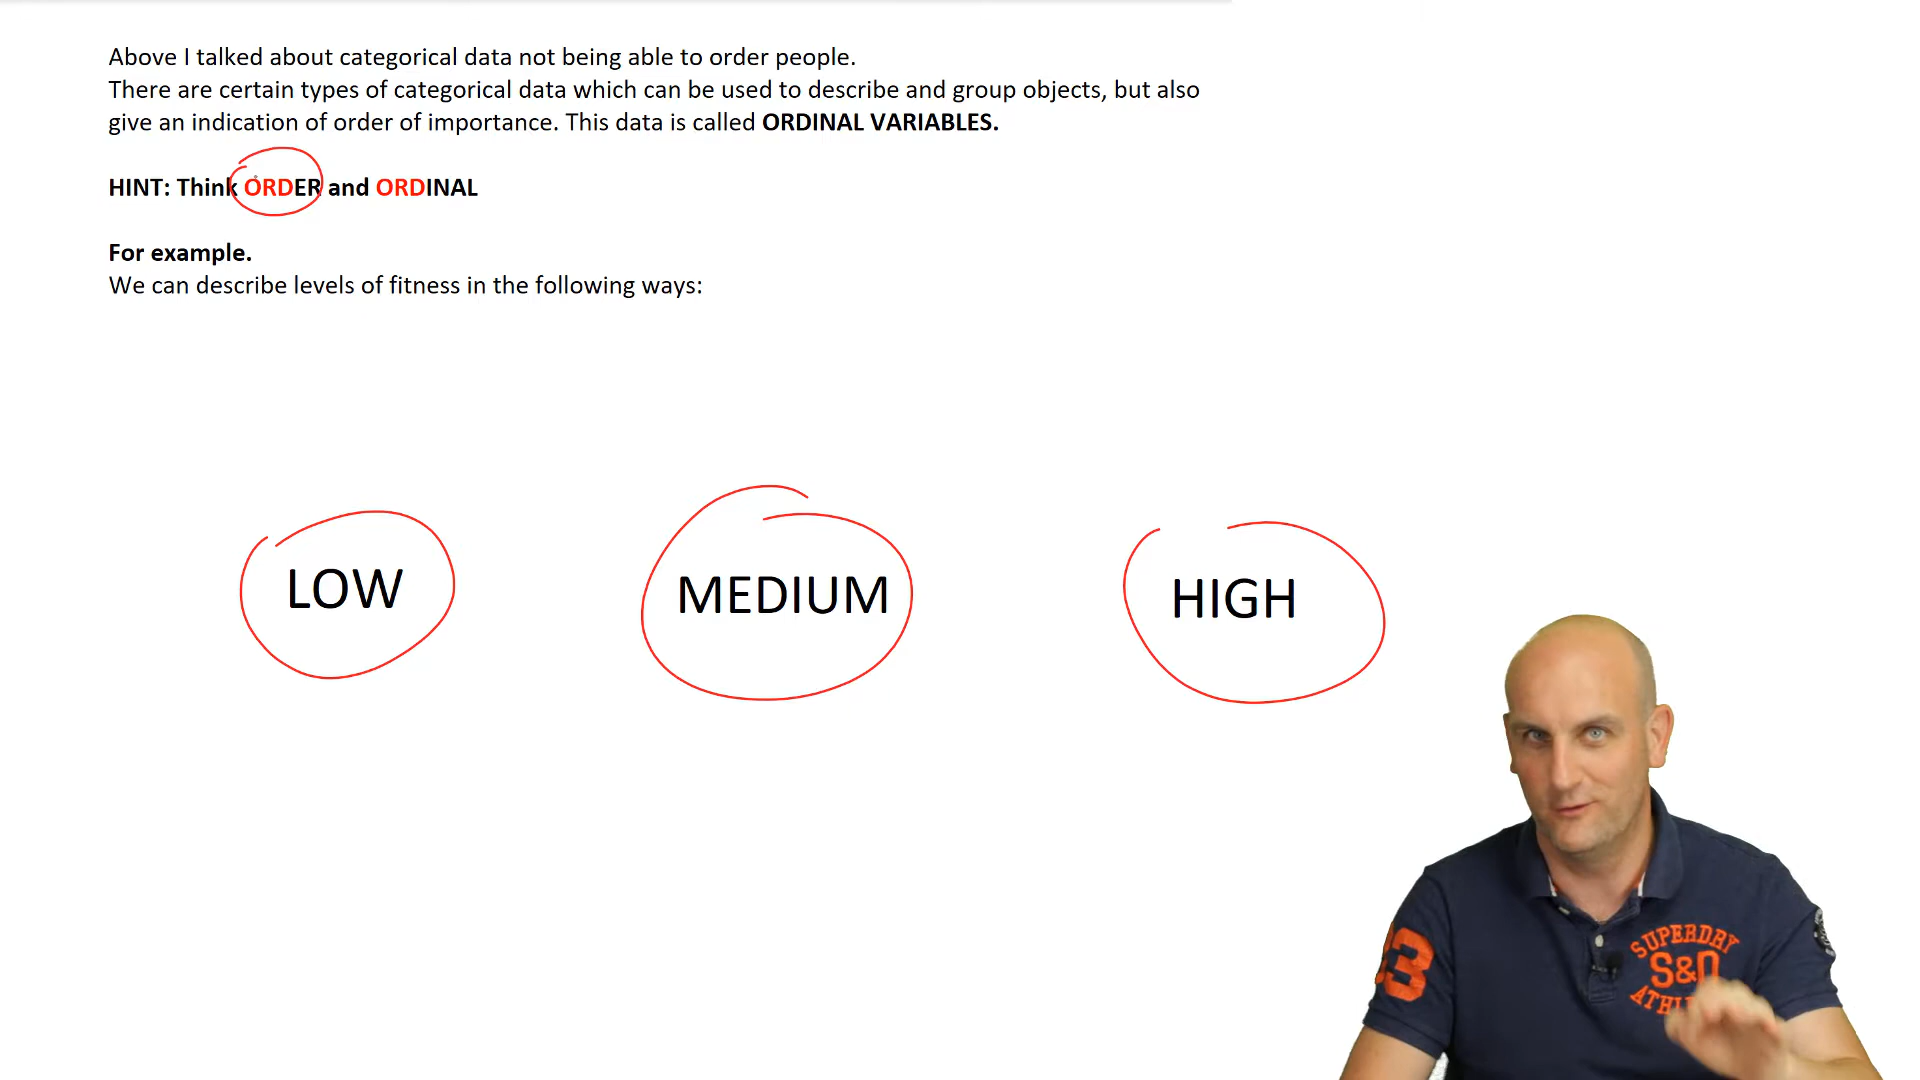 Above I talked about categorical data not being able to order people.
There are certain types of categorical data which can be used to describe and group objects, but also
give an indication of order of importance. This data is called ORDINAL VARIABLES.
HINT: Think ORDER and ORDINAL
For example.
We can describe levels of fitness in the following ways:
LOW MEDIUM HIGH
SUPERDRY
S&D